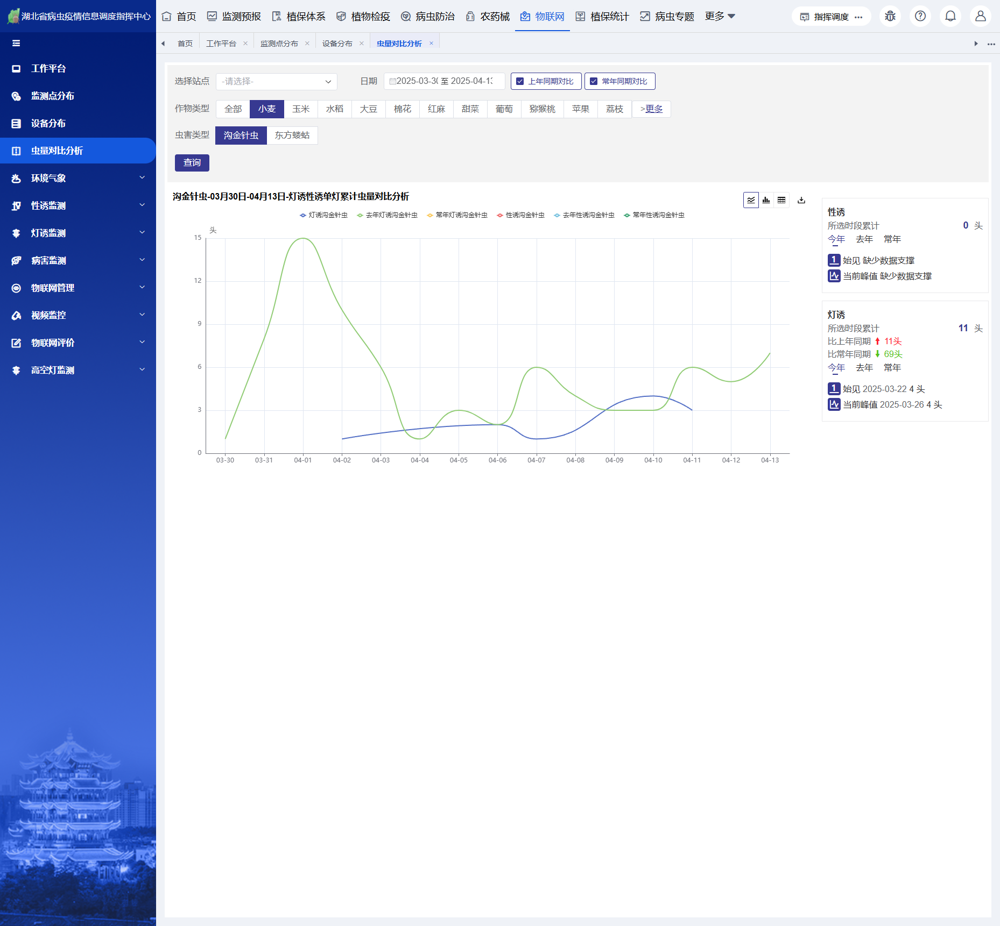 湖北省病虫疫情信息调度指挥中心
首页 监测预报 植保体系 植物检疫 病虫防治 农药械 物联网 植保统计 病虫专题 更多
指挥调度 ...
首页 工作平台 × 监测点分布 × 设备分布 × 虫量对比分析 ×
工作平台
监测点分布
设备分布
虫量对比分析
环境气象
性诱监测
灯诱监测
病害监测
物联网管理
视频监控
物联网评价
高空灯监测
选择站点 -请选择- 日期 2025-03-30 至 2025-04-13 上年同期对比 常年同期对比
作物类型 全部 小麦 玉米 水稻 大豆 棉花 红麻 甜菜 葡萄 猕猴桃 苹果 荔枝 >更多
虫害类型 沟金针虫 东方蝼蛄
查询
沟金针虫-03月30日-04月13日-灯诱性诱单灯累计虫量对比分析
灯诱沟金针虫 去年灯诱沟金针虫 常年灯诱沟金针虫 性诱沟金针虫 去年性诱沟金针虫 常年性诱沟金针虫
头
15
12
9
6
3
0
03-30 03-31 04-01 04-02 04-03 04-04 04-05 04-06 04-07 04-08 04-09 04-10 04-11 04-12 04-13
性诱
所选时段累计 0 头
今年 去年 常年
1 始见 缺少数据支撑
当前峰值 缺少数据支撑
灯诱
所选时段累计 11 头
比上年同期 11头
比常年同期 69头
今年 去年 常年
1 始见 2025-03-22 4 头
当前峰值 2025-03-26 4 头